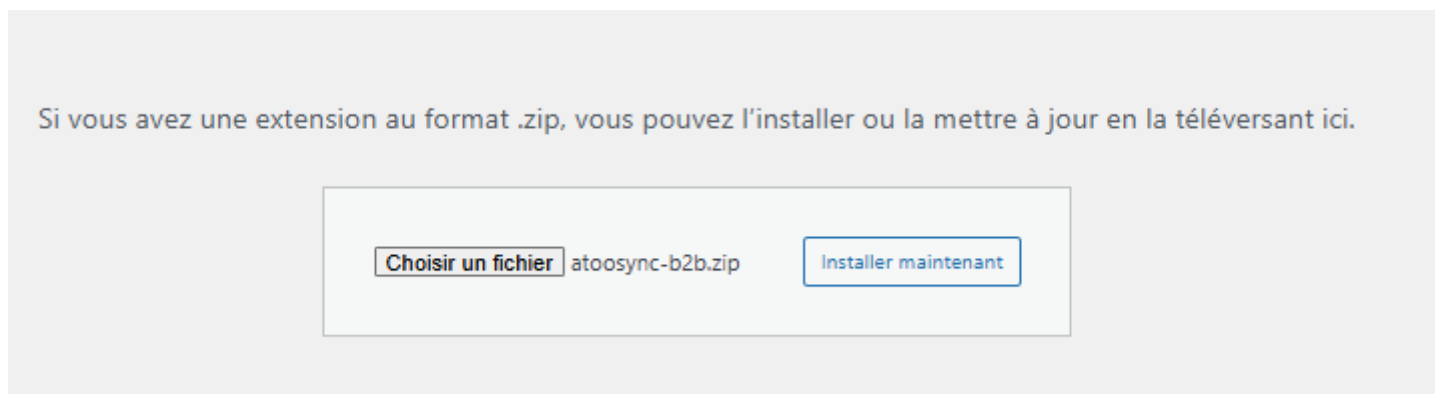 Si vous avez une extension au format .zip, vous pouvez l’installer ou la mettre à jour en la téléversant ici.
Choisir un fichier atoosync-b2b.zip Installer maintenant